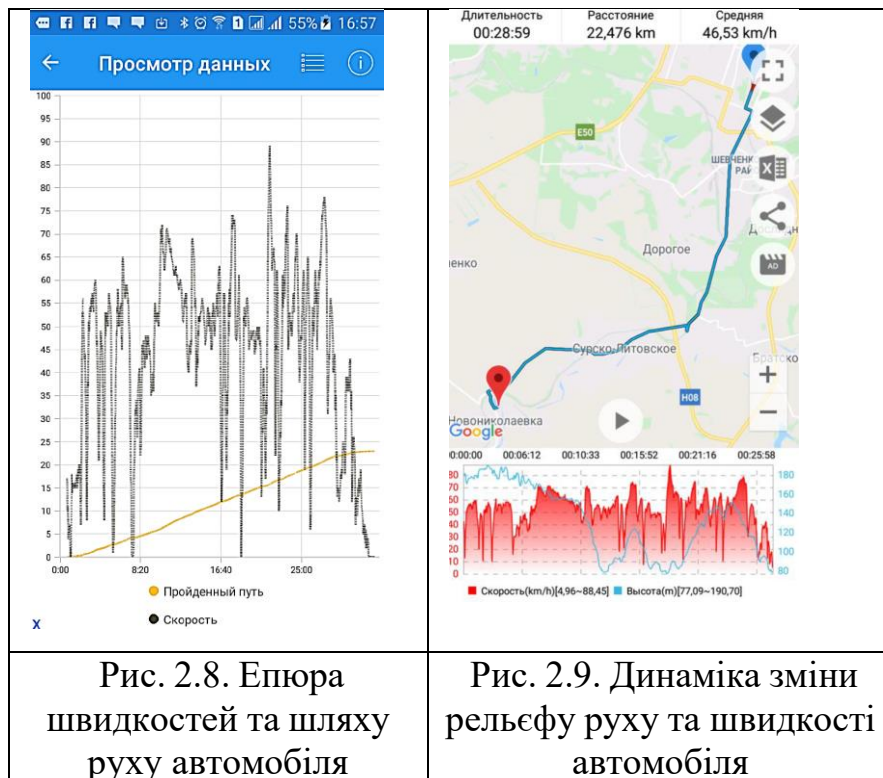 55% 16:57
Просмотр данных
100
95
90
85
80
75
70
65
60
55
50
45
40
35
30
25
20
15
10
5
0
0:00 8:20 16:40 25:00
Пройденный путь
Скорость
X
Длительность Расстояние Средняя
00:28:59 22,476 km 46,53 km/h
E50
ШЕВЧЕНК
РАЙ
Дорогое
енко
Сурско-Литовское
Братско
H08
Новониколаевка
Google
AD
0:00:00 00:06:12 00:10:33 00:15:52 00:21:16 00:25:58
80
70
60
50
40
30
20
10
0
180
160
140
120
100
80
Скорость(km/h)[4,96~88,45] Высота(m)[77,09~190,70]
Рис. 2.8. Епюра
швидкостей та шляху
руху автомобіля
Рис. 2.9. Динаміка зміни
рельєфу руху та швидкості
автомобіля